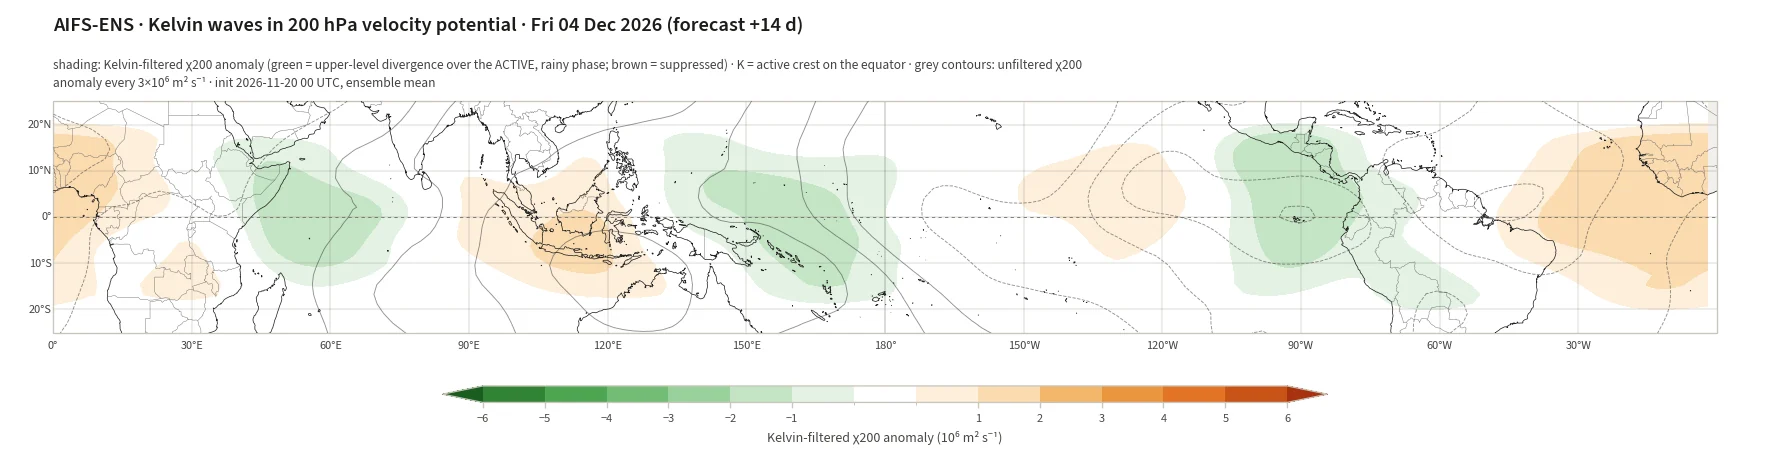 AIFS-ENS · Kelvin waves in 200 hPa velocity potential · Fri 04 Dec 2026 (forecast +14 d)
shading: Kelvin-filtered χ200 anomaly (green = upper-level divergence over the ACTIVE, rainy phase; brown = suppressed) · K = active crest on the equator · grey contours: unfiltered χ200
anomaly every 3×10⁶ m² s⁻¹ · init 2026-11-20 00 UTC, ensemble mean
20°N
10°N
0°
10°S
20°S
0° 30°E 60°E 90°E 120°E 150°E 180° 150°W 120°W 90°W 60°W 30°W
−6 −5 −4 −3 −2 −1 1 2 3 4 5 6
Kelvin-filtered χ200 anomaly (10⁶ m² s⁻¹)